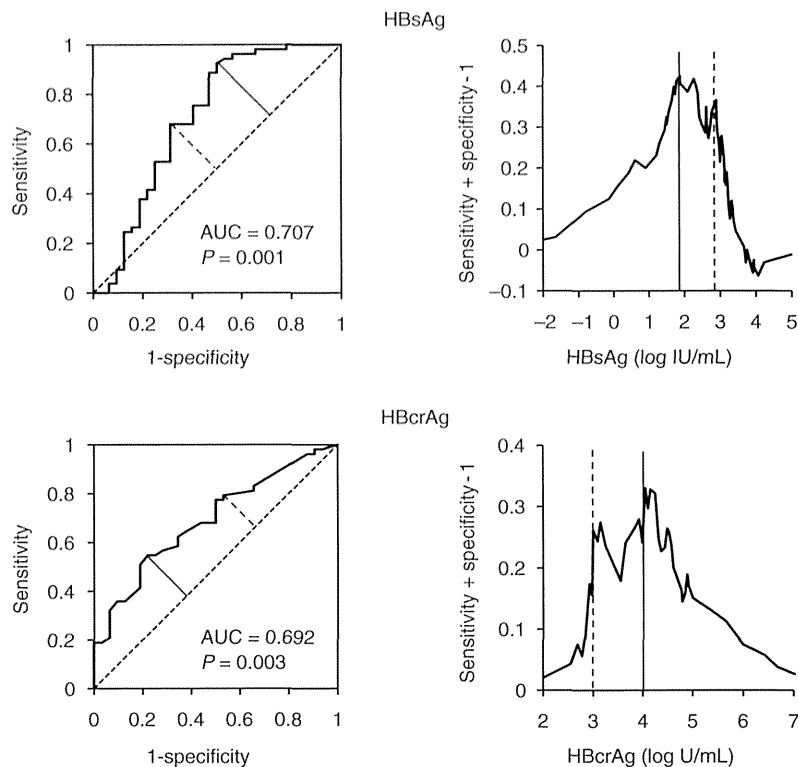 HBsAg
1
0.8
0.6
0.4
0.2
0
Sensitivity
AUC = 0.707
P = 0.001
0 0.2 0.4 0.6 0.8 1
1-specificity
0.5
0.4
0.3
0.2
0.1
0
−0.1
Sensitivity + specificity - 1
−2 −1 0 1 2 3 4 5
HBsAg (log IU/mL)
HBcrAg
1
0.8
0.6
0.4
0.2
0
Sensitivity
AUC = 0.692
P = 0.003
0 0.2 0.4 0.6 0.8 1
1-specificity
0.4
0.3
0.2
0.1
0
Sensitivity + specificity - 1
2 3 4 5 6 7
HBcrAg (log U/mL)